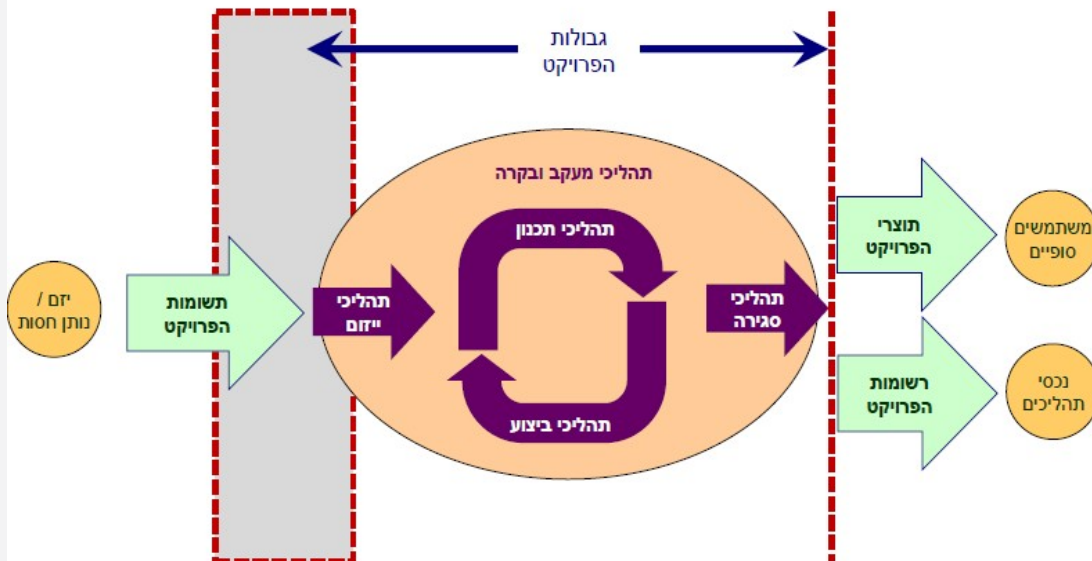 גבולות
הפרויקט
תהליכי מעקב ובקרה
תהליכי תכנון
תוצרי
הפרויקט
משתמשים
סופיים
יזם /
נותן חסות
תשומות
הפרויקט
תהליכי
ייזום
תהליכי
סגירה
תהליכי ביצוע
רשומות
הפרויקט
נכסי
תהליכים